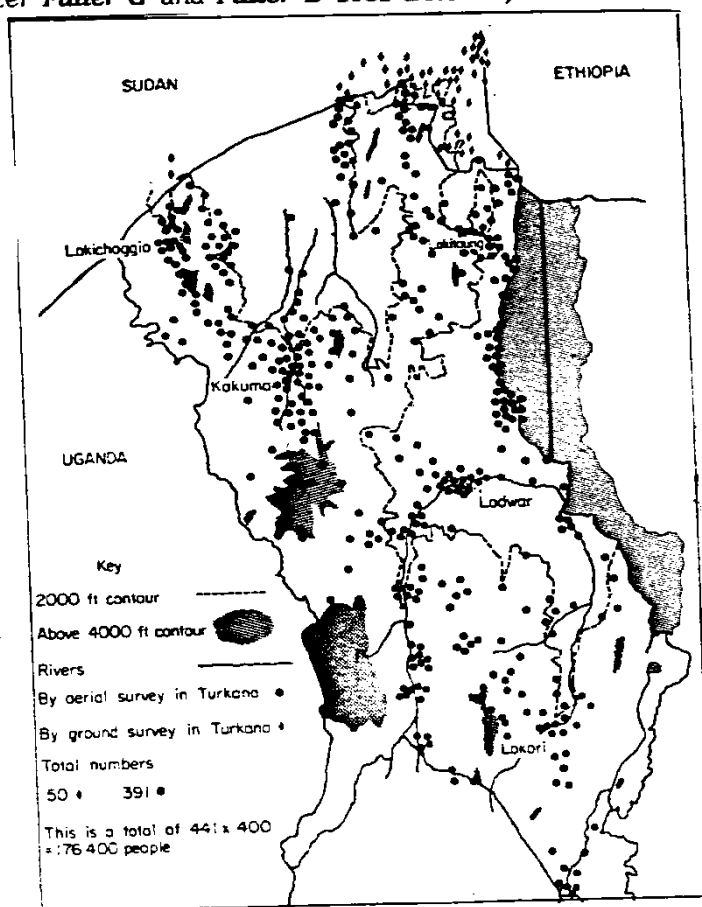 SUDAN
ETHIOPIA
Lokichoggio
Lokitaung
Kakuma
UGANDA
Lodwar
Key
2000 ft contour
Above 4000 ft contour
Rivers
By aerial survey in Turkana
By ground survey in Turkana
Total numbers
50 391
Lokori
This is a total of 441 x 400
= 176 400 people